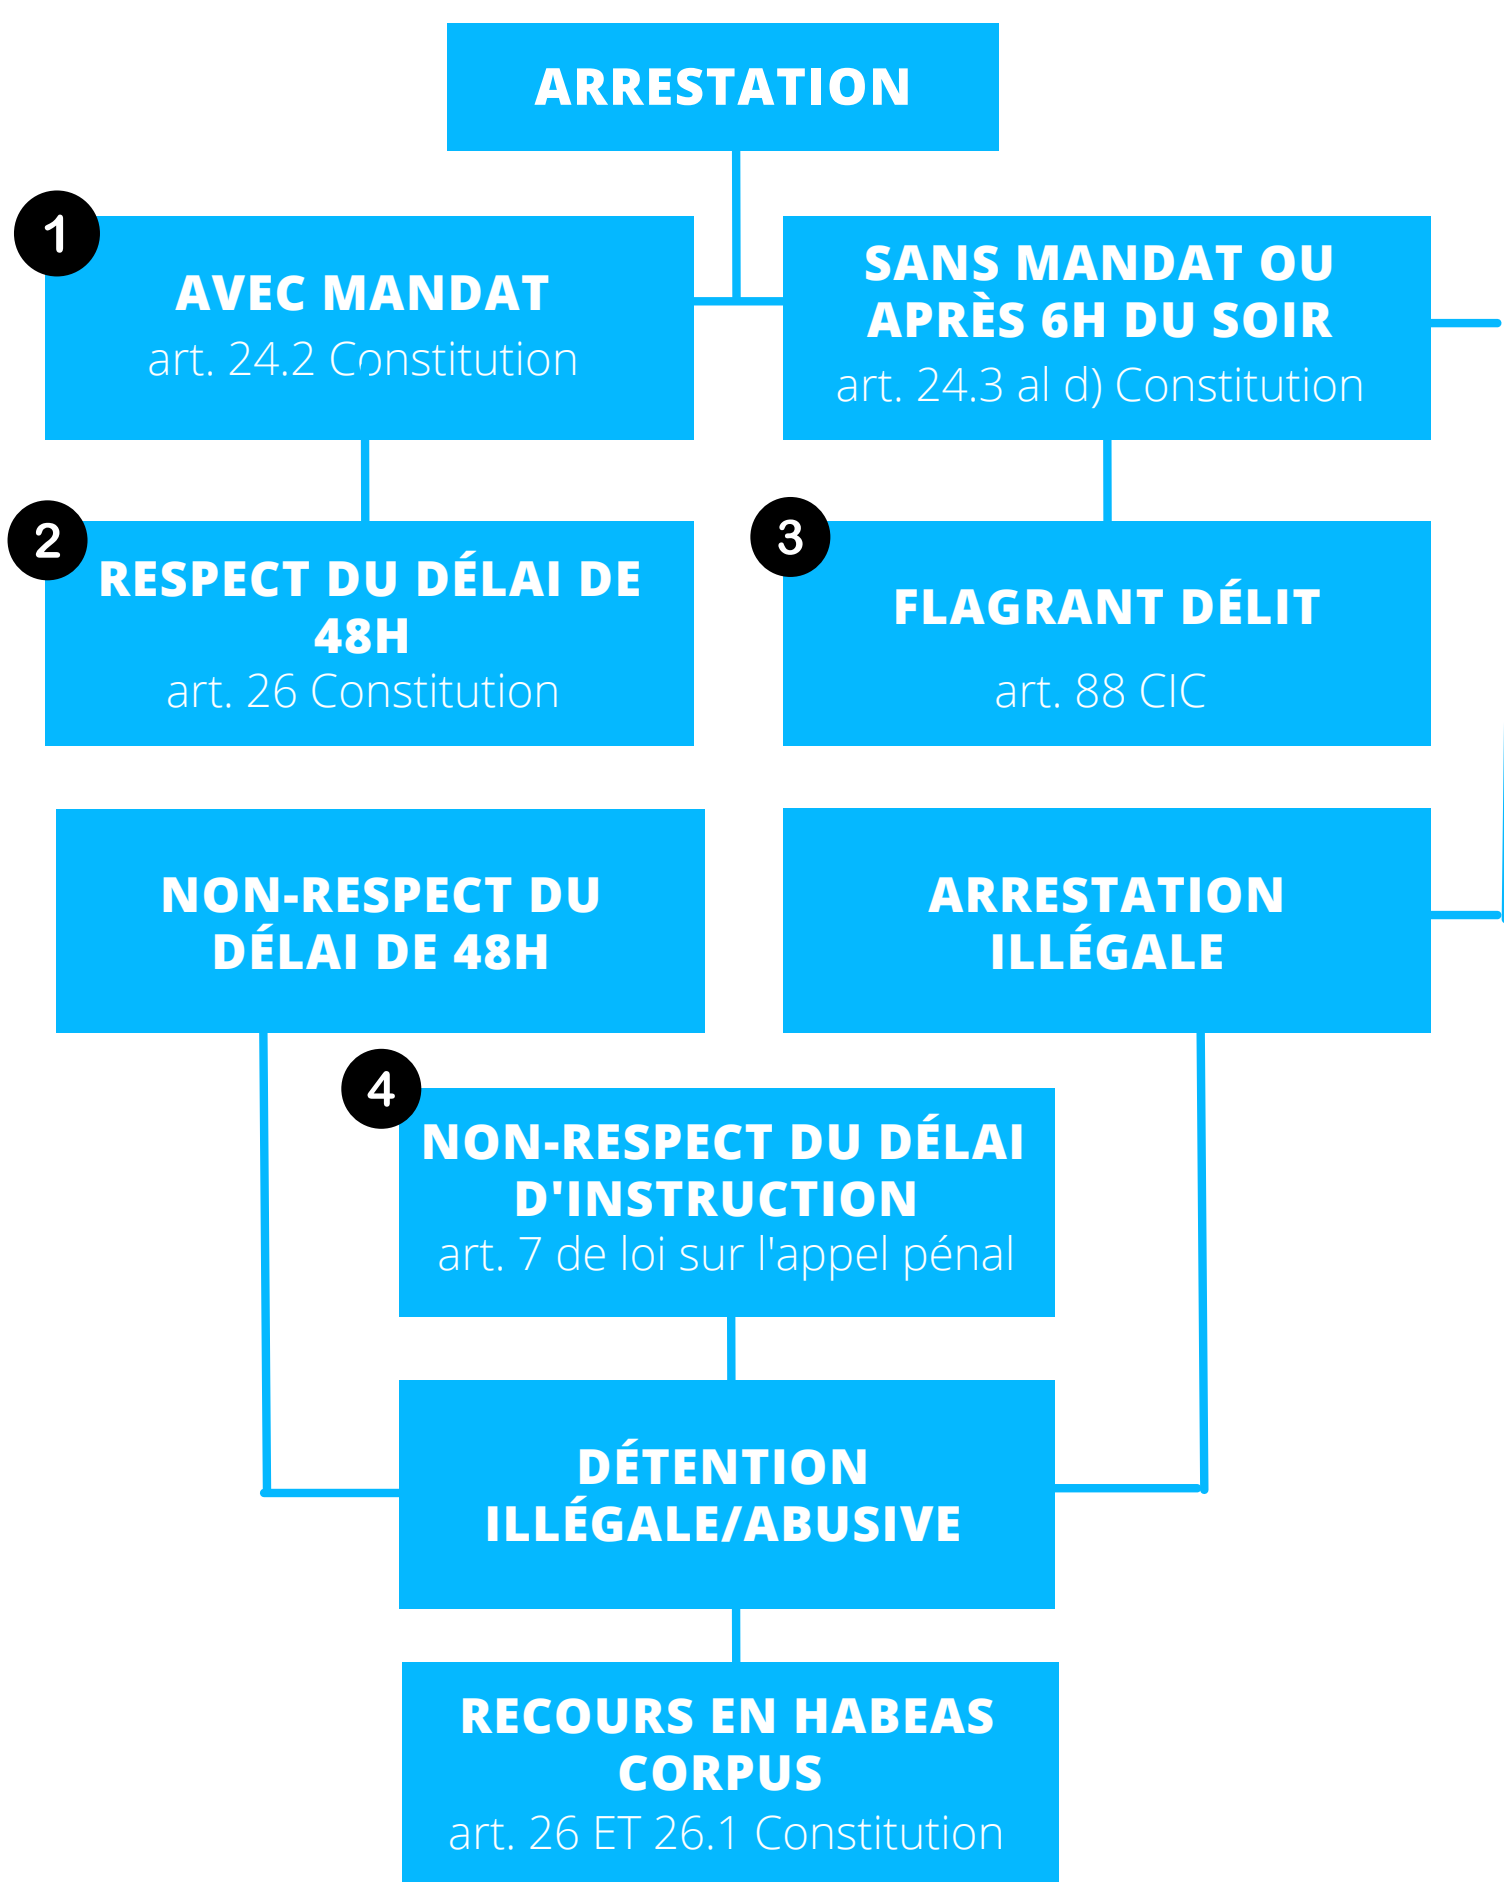 ARRESTATION
1
AVEC MANDAT
art. 24.2 Constitution
SANS MANDAT OU
APRÈS 6H DU SOIR
art. 24.3 al d) Constitution
2
RESPECT DU DÉLAI DE
48H
art. 26 Constitution
3
FLAGRANT DÉLIT
art. 88 CIC
NON-RESPECT DU
DÉLAI DE 48H
ARRESTATION
ILLÉGALE
4
NON-RESPECT DU DÉLAI
D'INSTRUCTION
art. 7 de loi sur l'appel pénal
DÉTENTION
ILLÉGALE/ABUSIVE
RECOURS EN HABEAS
CORPUS
art. 26 ET 26.1 Constitution